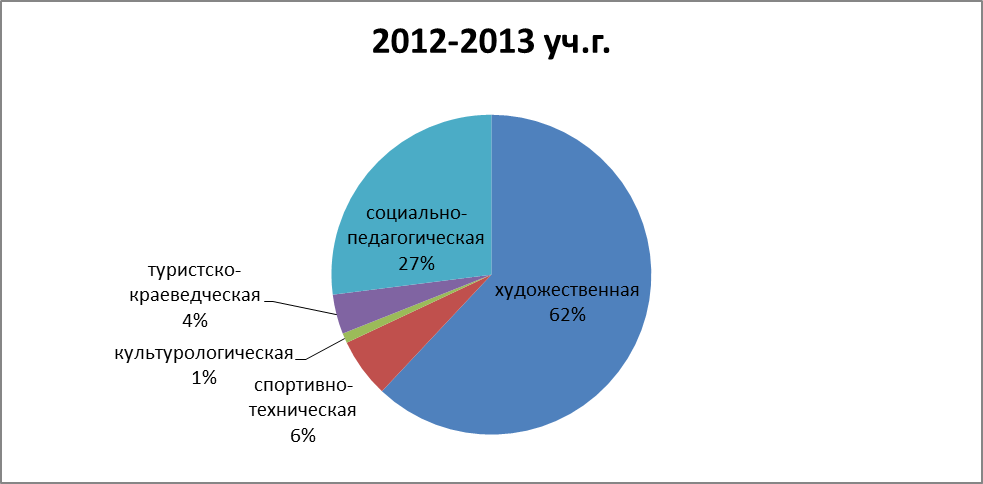 2012-2013 уч.г.
социально-
педагогическая
27%
художественная
62%
туристско-
краеведческая
4%
культурологическая
1%
спортивно-
техническая
6%